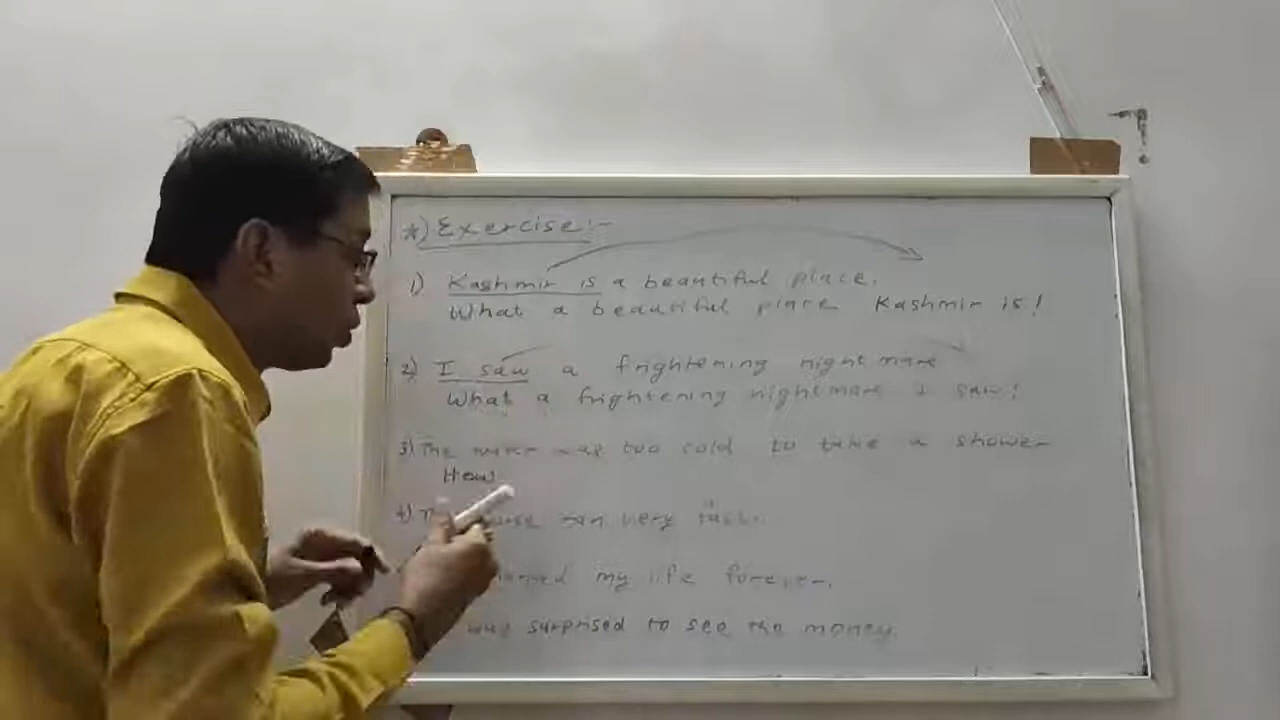 *) Exercise:-
1) Kashmir is a beautiful place.
What a beautiful place Kashmir is!
2) I saw a frightening nightmare
What a frightening nightmare I saw!
3) The water was too cold to take a shower
How
4) ran very fast.
my life forever.
was surprised to see the money.